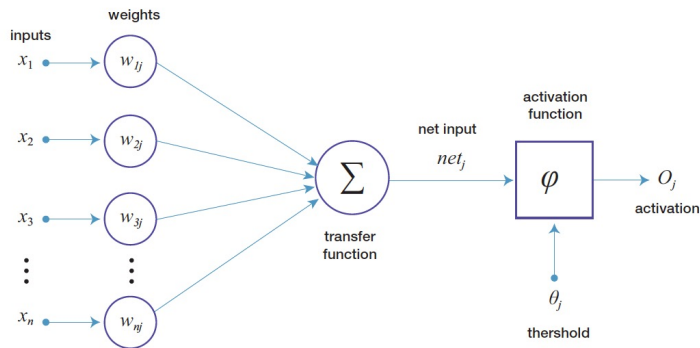 weights
inputs
x₁
w₁ⱼ
x₂
w₂ⱼ
x₃
w₃ⱼ
xₙ
wₙⱼ
Σ
transfer
function
net input
netⱼ
activation
function
φ
Oⱼ
activation
θⱼ
thershold